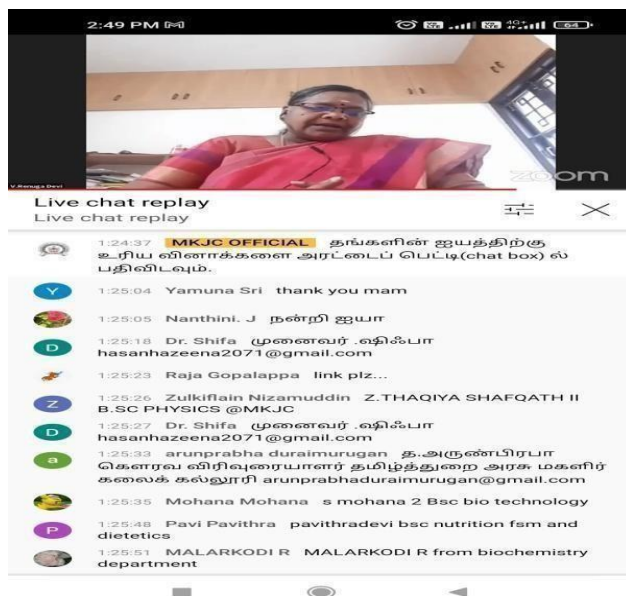 2:49 PM
4G+
64
V.Renuga Devi
zoom
Live chat replay
Live chat replay
1:24:37 MKJC OFFICIAL தங்களின் ஐயத்திற்கு
உரிய வினாக்களை அரட்டைப் பெட்டி(chat box) ல்
பதிவிடவும்.
Y
1:25:04 Yamuna Sri thank you mam
1:25:05 Nanthini. J நன்றி ஐயா
D
1:25:18 Dr. Shifa முனைவர் .ஷிஃபா
hasanhazeena2071@gmail.com
1:25:23 Raja Gopalappa link plz...
Z
1:25:26 Zulkiflain Nizamuddin Z.THAQIYA SHAFQATH II
B.SC PHYSICS @MKJC
D
1:25:27 Dr. Shifa முனைவர் .ஷிஃபா
hasanhazeena2071@gmail.com
a
1:25:33 arunprabha duraimurugan த.அருண்பிரபா
கௌரவ விரிவுரையாளர் தமிழ்த்துறை அரசு மகளிர்
கலைக் கல்லூரி arunprabhaduraimurugan@gmail.com
1:25:35 Mohana Mohana s mohana 2 Bsc bio technology
P
1:25:48 Pavi Pavithra pavithradevi bsc nutrition fsm and
dietetics
1:25:51 MALARKODI R MALARKODI R from biochemistry
department